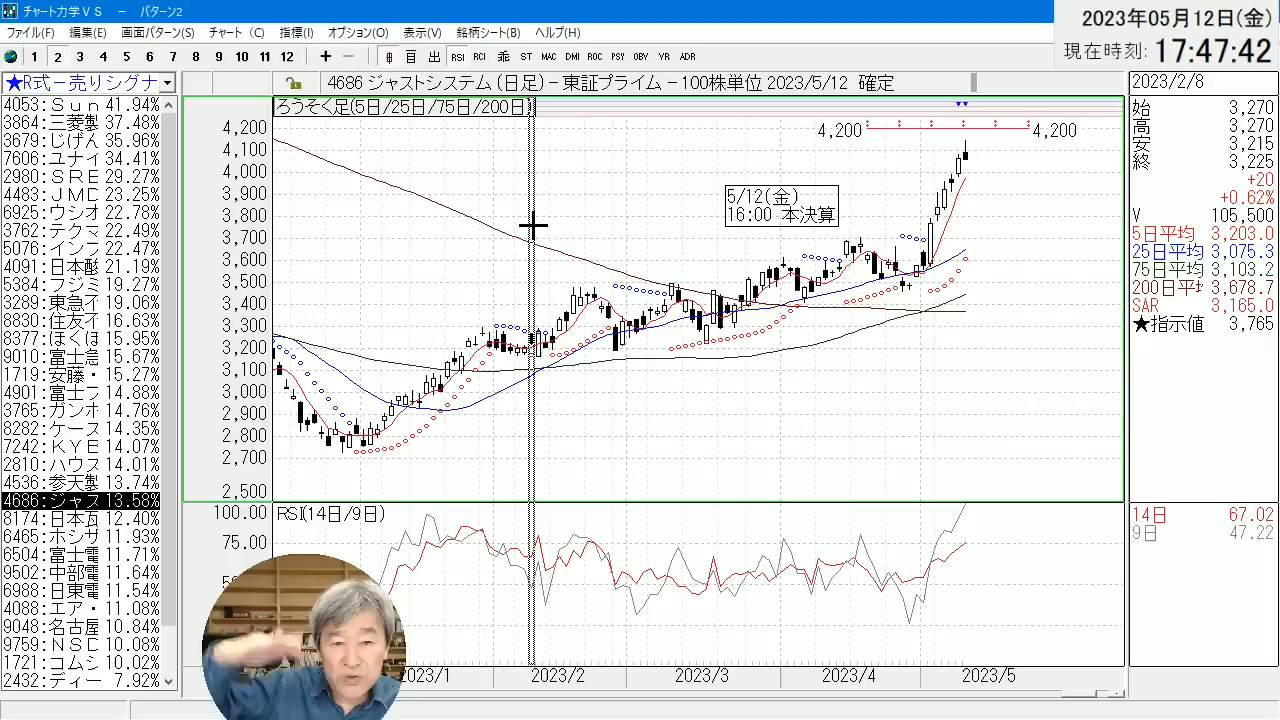 チャート力学VS － パターン2
2023年05月12日(金)
現在時刻: 17:47:42
ファイル(F) 編集(E) 画面パターン(S) チャート (C) 指標(I) オプション(O) 表示(V) 銘柄シート(B) ヘルプ(H)
1 2 3 4 5 6 7 8 9 10 11 12 + － 日 出 RSI RCI 乖 ST MAC DMI ROC PSY OBV VR ADR
★R式－売りシグナ
4686 ジャストシステム (日足)－東証プライム－100株単位 2023/5/12 確定
2023/2/8
4053:Sun 41.94%
3864:三菱製 37.48%
3679:じげん 35.96%
7606:ユナイ 34.41%
2980:SRE 29.27%
4483:JMD 23.25%
6925:ウシオ 22.78%
3762:テクマ 22.49%
5076:インフ 22.47%
4091:日本酸 21.19%
5384:フジミ 19.27%
3289:東急不 19.06%
住友イ 16.63%
ほくほ 15.95%
9010:富士急 15.67%
1719:安藤・ 15.27%
4901:富士フ 14.88%
3765:ガンホ 14.76%
8282:ケース 14.35%
7242:KYB 14.07%
2810:ハウス 14.01%
4536:参天製 13.74%
4686:ジャス 13.58%
8174:日本瓦 12.40%
6465:ホシザ 11.93%
6504:富士電 11.71%
9502:中部電 11.64%
6988:日東電 11.54%
4088:エア・ 11.08%
名古屋 10.84%
9759:NSD 10.08%
1721:コムシ 10.02%
2432:ディー 7.92%
ろうそく足(5日/25日/75日/200日)
4,200
4,100
4,000
3,900
3,800
3,700
3,600
3,500
3,400
3,300
3,200
3,100
3,000
2,900
2,800
2,700
2,500
4,200
4,200
5/12(金)
16:00 本決算
始 3,270
高 3,270
安 3,215
終 3,225
+20
+0.62%
V 105,500
5日平均 3,203.0
25日平均 3,075.3
75日平均 3,103.2
200日平均 3,678.7
SAR 3,165.0
★指示値 3,765
RSI(14日/9日)
100.00
75.00
14日 67.02
9日 47.22
2023/2
2023/3
2023/4
2023/5